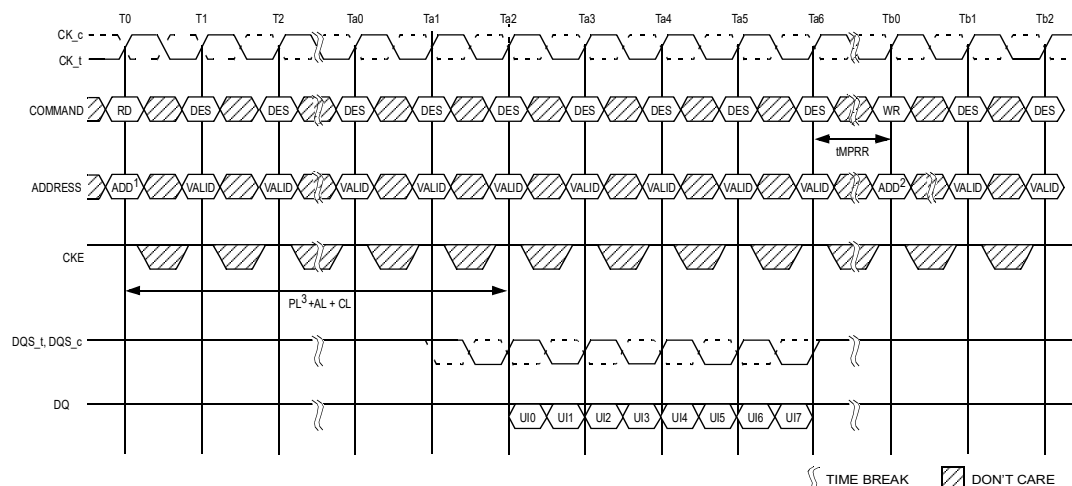 T0 T1 T2 Ta0 Ta1 Ta2 Ta3 Ta4 Ta5 Ta6 Tb0 Tb1 Tb2
CK_c
CK_t
COMMAND RD DES DES DES DES DES DES DES DES DES WR DES DES
tMPRR
ADDRESS ADD1 VALID VALID VALID VALID VALID VALID VALID VALID VALID ADD2 VALID VALID
CKE
PL3+AL + CL
DQS_t, DQS_c
DQ UI0 UI1 UI2 UI3 UI4 UI5 UI6 UI7
TIME BREAK DON'T CARE